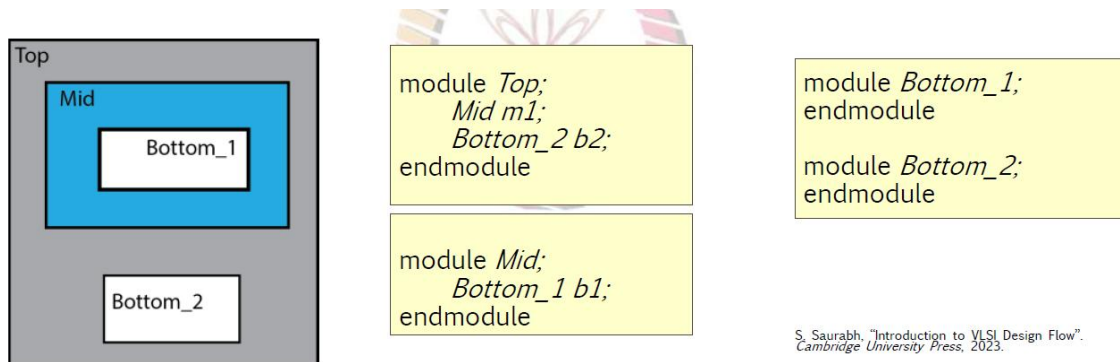 Top
Mid
Bottom_1
Bottom_2
module Top;
Mid m1;
Bottom_2 b2;
endmodule
module Mid;
Bottom_1 b1;
endmodule
module Bottom_1;
endmodule
module Bottom_2;
endmodule
S. Saurabh, "Introduction to VLSI Design Flow".
Cambridge University Press, 2023.